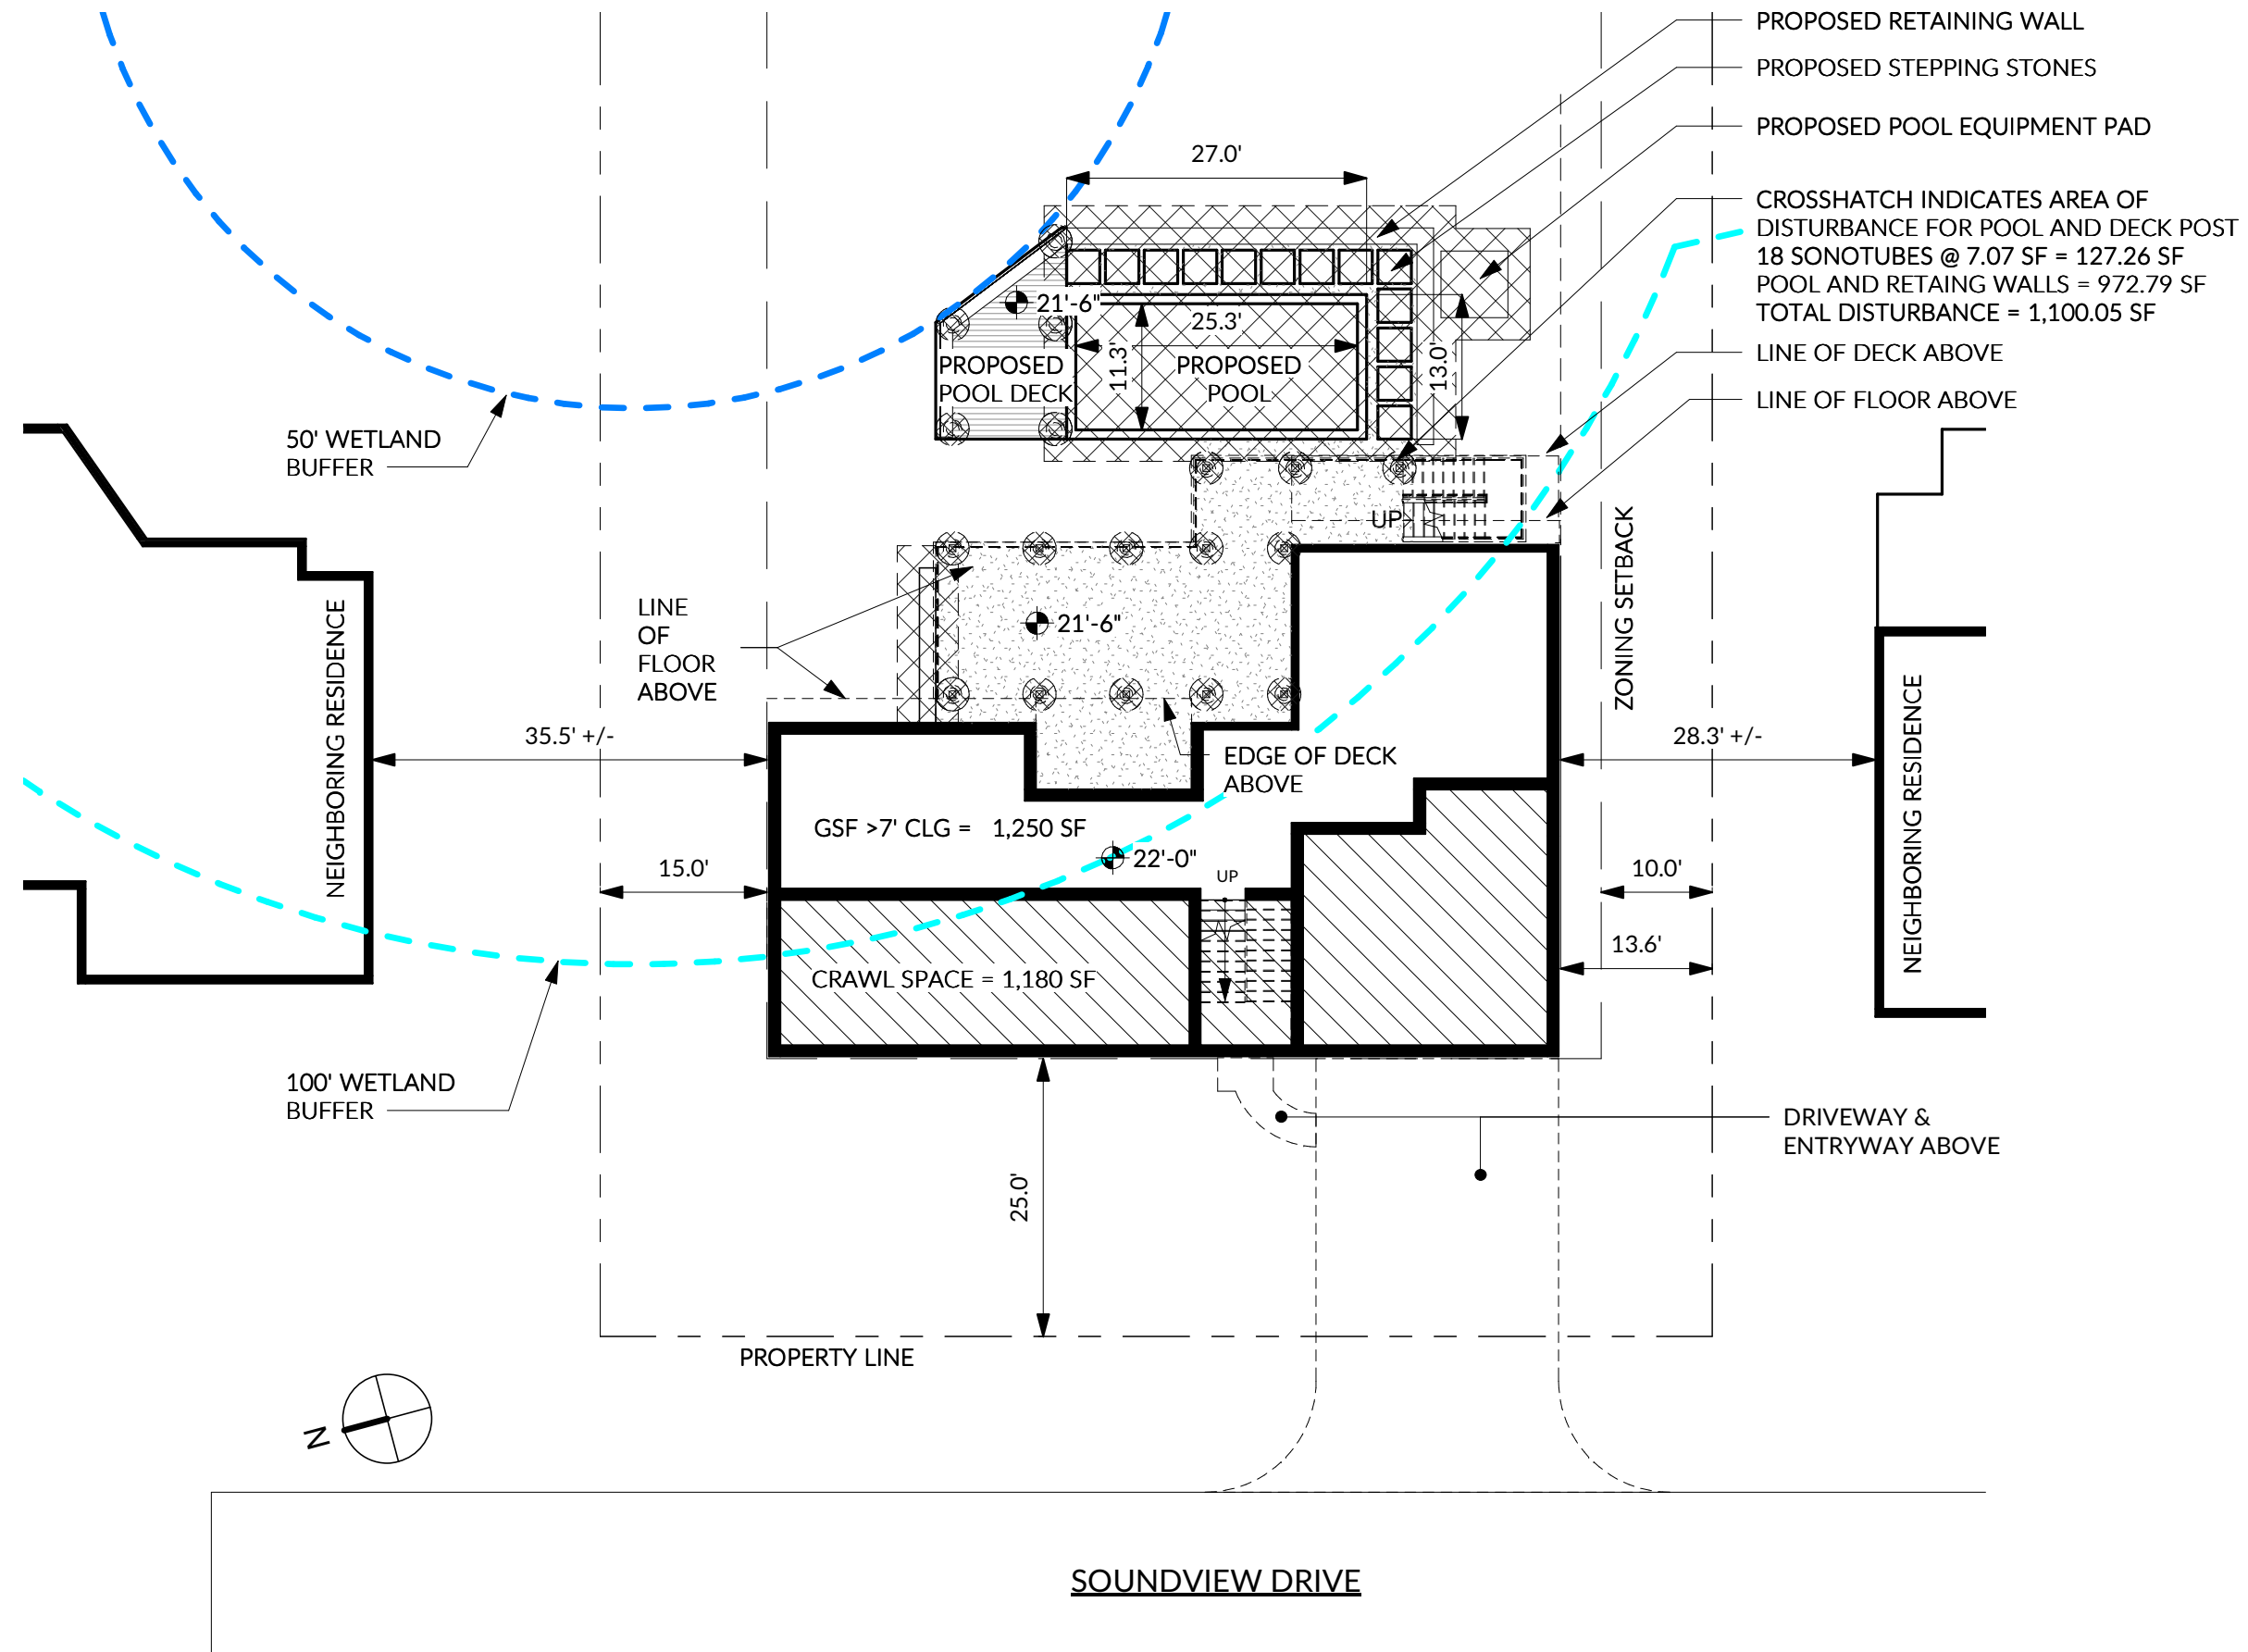 PROPOSED RETAINING WALL
PROPOSED STEPPING STONES
PROPOSED POOL EQUIPMENT PAD
27.0'
CROSSHATCH INDICATES AREA OF
DISTURBANCE FOR POOL AND DECK POST
18 SONOTUBES @ 7.07 SF = 127.26 SF
POOL AND RETAING WALLS = 972.79 SF
TOTAL DISTURBANCE = 1,100.05 SF
LINE OF DECK ABOVE
LINE OF FLOOR ABOVE
21'-6"
25.3'
11.3'
13.0'
PROPOSED
POOL DECK
PROPOSED
POOL
50' WETLAND
BUFFER
UP
ZONING SETBACK
NEIGHBORING RESIDENCE
LINE
OF
FLOOR
ABOVE
21'-6"
NEIGHBORING RESIDENCE
35.5' +/-
28.3' +/-
EDGE OF DECK
ABOVE
GSF >7' CLG = 1,250 SF
22'-0"
15.0'
UP
10.0'
13.6'
CRAWL SPACE = 1,180 SF
100' WETLAND
BUFFER
DRIVEWAY &
ENTRYWAY ABOVE
25.0'
PROPERTY LINE
N
SOUNDVIEW DRIVE